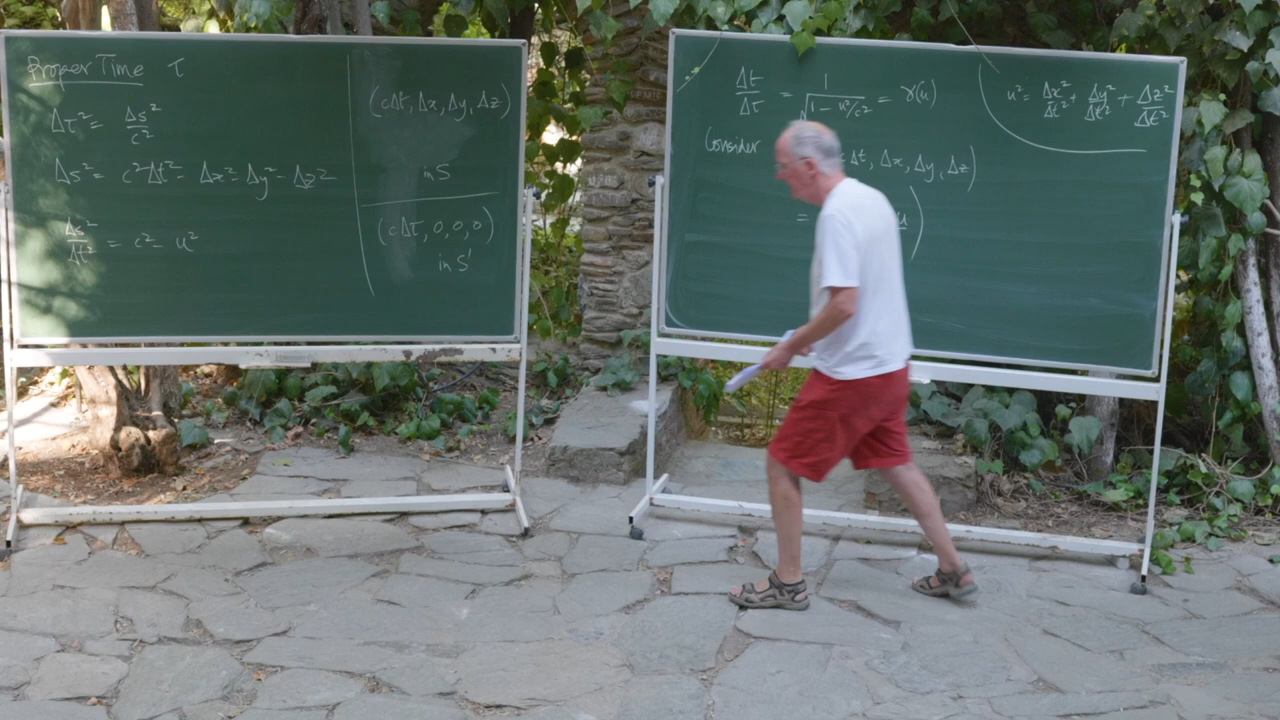 Proper Time τ
Δτ² = Δs²/c²
Δs² = c²Δt² - Δx² - Δy² - Δz²
Δs²/Δt² = c² - u²
(cΔt, Δx, Δy, Δz)
in S
(cΔτ, 0, 0, 0)
in S'
Δt/Δτ = 1/√(1 - u²/c²) = γ(u)
u² = Δx²/Δt² + Δy²/Δt² + Δz²/Δt²
Consider
cΔt, Δx, Δy, Δz)
= u)